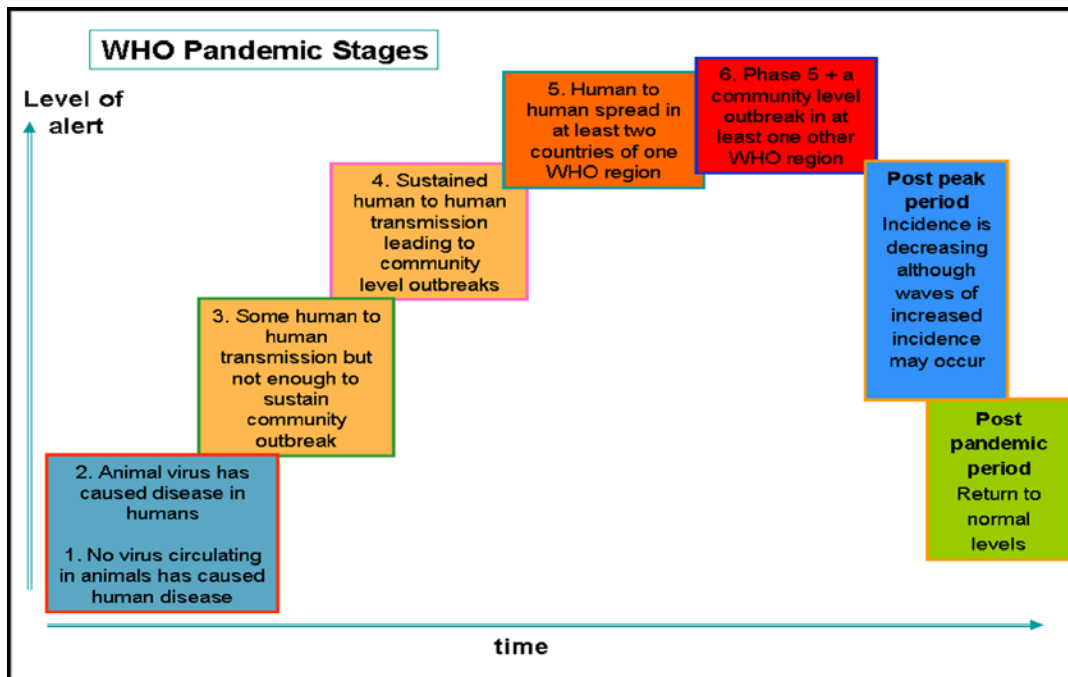 WHO Pandemic Stages
Level of
alert
2. Animal virus has
caused disease in
humans
1. No virus circulating
in animals has caused
human disease
3. Some human to
human
transmission but
not enough to
sustain
community
outbreak
4. Sustained
human to human
transmission
leading to
community
level outbreaks
5. Human to
human spread in
at least two
countries of one
WHO region
6. Phase 5 + a
community level
outbreak in at
least one other
WHO region
Post peak
period
Incidence is
decreasing
although
waves of
increased
incidence
may occur
Post
pandemic
period
Return to
normal
levels
time